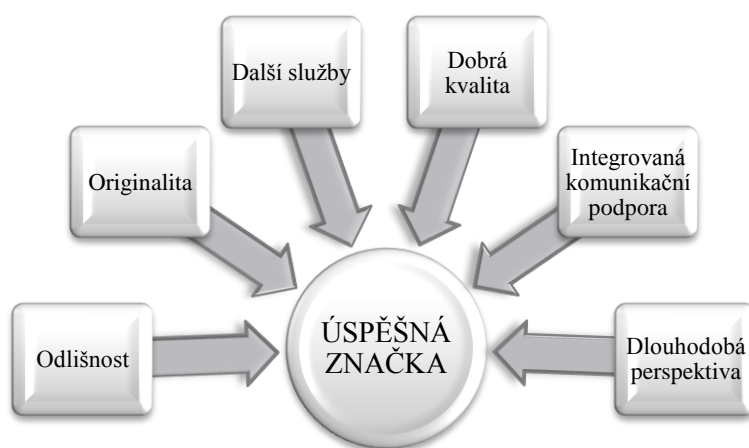 Další služby
Dobrá
kvalita
Originalita
Integrovaná
komunikační
podpora
Odlišnost
ÚSPĚŠNÁ
ZNAČKA
Dlouhodobá
perspektiva